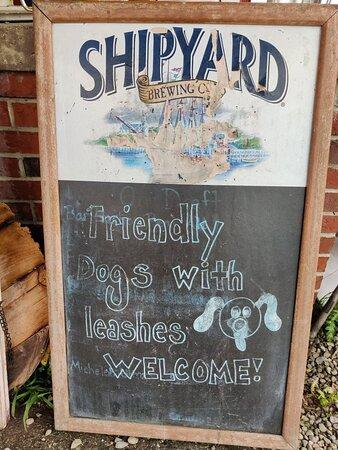 SHIPYARD
BREWING CO.
Friendly
Dogs with
leashes
WELCOME!